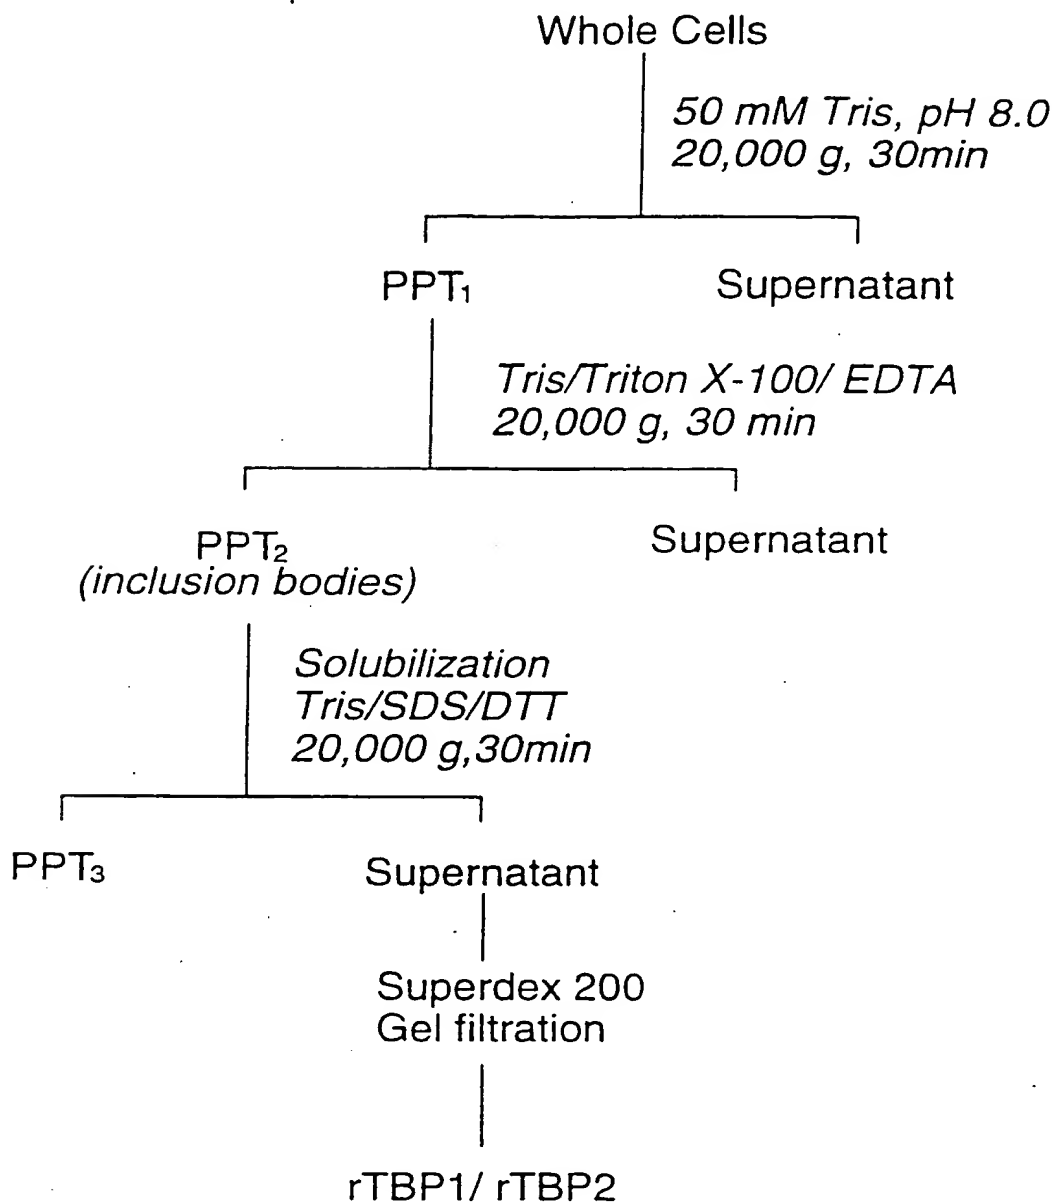 Whole Cells
50 mM Tris, pH 8.0
20,000 g, 30min
PPT₁
Supernatant
Tris/Triton X-100/ EDTA
20,000 g, 30 min
PPT₂
(inclusion bodies)
Supernatant
Solubilization
Tris/SDS/DTT
20,000 g,30min
PPT₃
Supernatant
Superdex 200
Gel filtration
rTBP1/ rTBP2